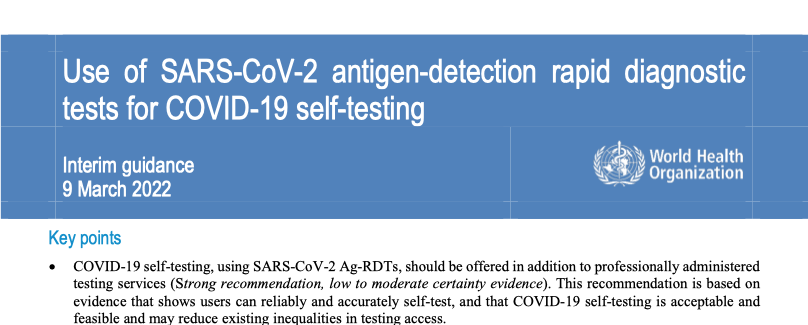 Use of SARS-CoV-2 antigen-detection rapid diagnostic
tests for COVID-19 self-testing
Interim guidance
9 March 2022
World Health
Organization
Key points
• COVID-19 self-testing, using SARS-CoV-2 Ag-RDTs, should be offered in addition to professionally administered
testing services (Strong recommendation, low to moderate certainty evidence). This recommendation is based on
evidence that shows users can reliably and accurately self-test, and that COVID-19 self-testing is acceptable and
feasible and may reduce existing inequalities in testing access.